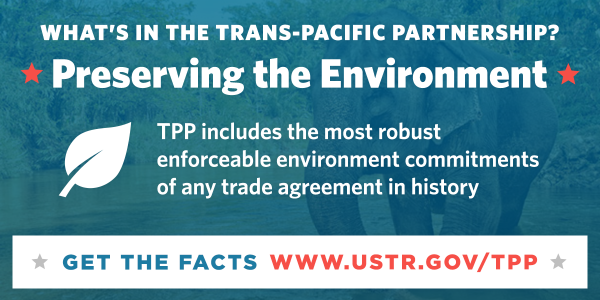 WHAT'S IN THE TRANS-PACIFIC PARTNERSHIP?
Preserving the Environment
TPP includes the most robust
enforceable environment commitments
of any trade agreement in history
GET THE FACTS WWW.USTR.GOV/TPP